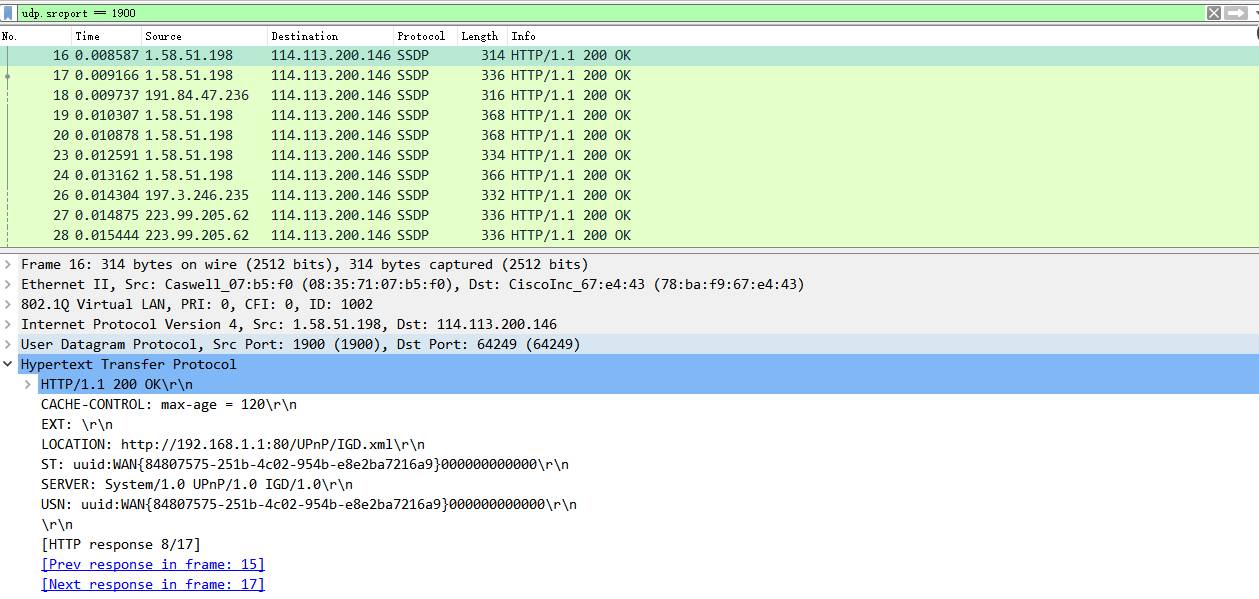 udp.srcport == 1900
No. Time Source Destination Protocol Length Info
16 0.008587 1.58.51.198 114.113.200.146 SSDP 314 HTTP/1.1 200 OK
17 0.009166 1.58.51.198 114.113.200.146 SSDP 336 HTTP/1.1 200 OK
18 0.009737 191.84.47.236 114.113.200.146 SSDP 316 HTTP/1.1 200 OK
19 0.010307 1.58.51.198 114.113.200.146 SSDP 368 HTTP/1.1 200 OK
20 0.010878 1.58.51.198 114.113.200.146 SSDP 368 HTTP/1.1 200 OK
23 0.012591 1.58.51.198 114.113.200.146 SSDP 334 HTTP/1.1 200 OK
24 0.013162 1.58.51.198 114.113.200.146 SSDP 366 HTTP/1.1 200 OK
26 0.014304 197.3.246.235 114.113.200.146 SSDP 332 HTTP/1.1 200 OK
27 0.014875 223.99.205.62 114.113.200.146 SSDP 336 HTTP/1.1 200 OK
28 0.015444 223.99.205.62 114.113.200.146 SSDP 336 HTTP/1.1 200 OK
Frame 16: 314 bytes on wire (2512 bits), 314 bytes captured (2512 bits)
Ethernet II, Src: Caswell_07:b5:f0 (08:35:71:07:b5:f0), Dst: CiscoInc_67:e4:43 (78:ba:f9:67:e4:43)
802.1Q Virtual LAN, PRI: 0, CFI: 0, ID: 1002
Internet Protocol Version 4, Src: 1.58.51.198, Dst: 114.113.200.146
User Datagram Protocol, Src Port: 1900 (1900), Dst Port: 64249 (64249)
Hypertext Transfer Protocol
HTTP/1.1 200 OK\r\n
CACHE-CONTROL: max-age = 120\r\n
EXT: \r\n
LOCATION: http://192.168.1.1:80/UPnP/IGD.xml\r\n
ST: uuid:WAN{84807575-251b-4c02-954b-e8e2ba7216a9}000000000000\r\n
SERVER: System/1.0 UPnP/1.0 IGD/1.0\r\n
USN: uuid:WAN{84807575-251b-4c02-954b-e8e2ba7216a9}000000000000\r\n
\r\n
[HTTP response 8/17]
[Prev response in frame: 15]
[Next response in frame: 17]